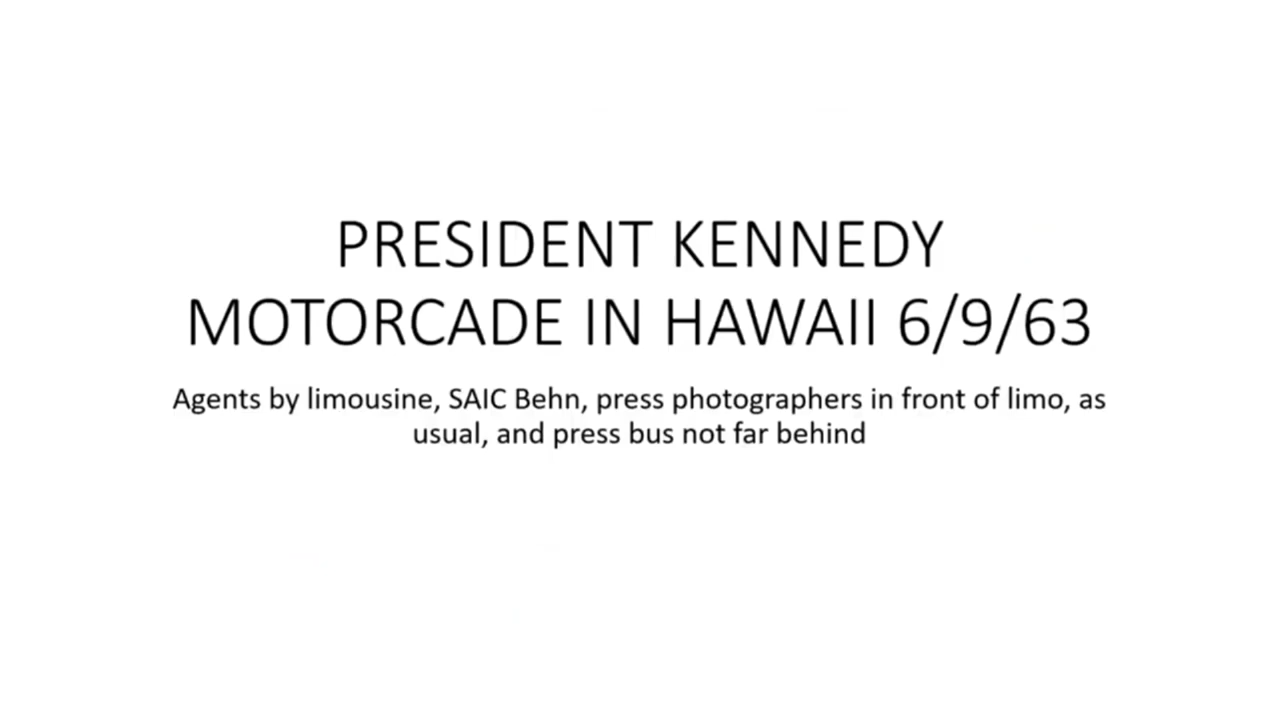 PRESIDENT KENNEDY
MOTORCADE IN HAWAII 6/9/63
Agents by limousine, SAIC Behn, press photographers in front of limo, as
usual, and press bus not far behind